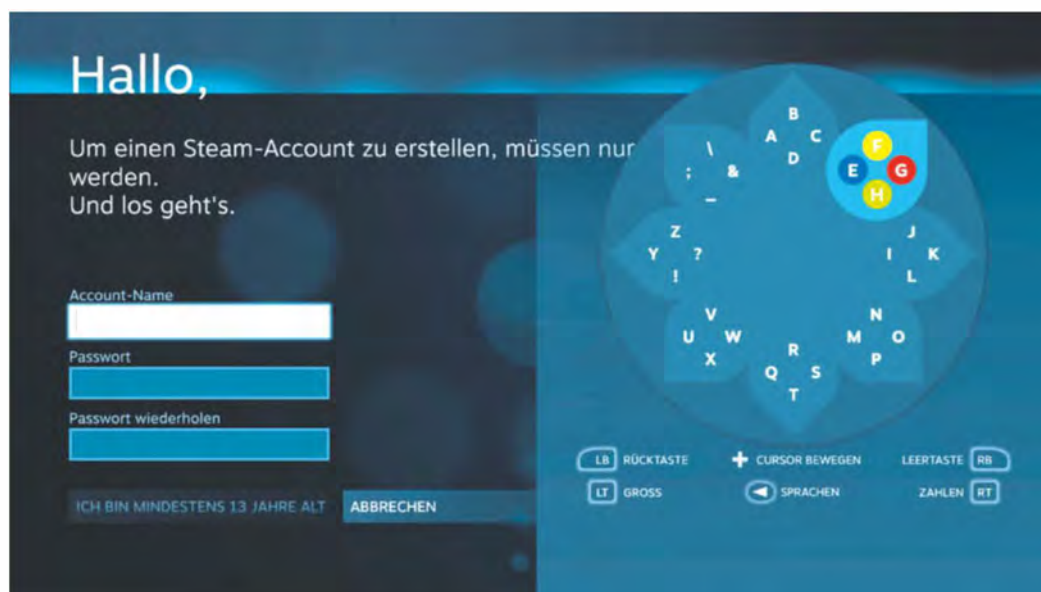 Hallo,
Um einen Steam-Account zu erstellen, müssen nur
werden.
Und los geht's.
Account-Name
Passwort
Passwort wiederholen
ICH BIN MINDESTENS 13 JAHRE ALT
ABBRECHEN
B
A C
D
F
E G
H
J
I K
L
N
M O
P
R
Q S
T
V
U W
X
Z
Y ?
!
\
; &
_
LB RÜCKTASTE
CURSOR BEWEGEN
LEERTASTE RB
LT GROSS
SPRACHEN
ZAHLEN RT